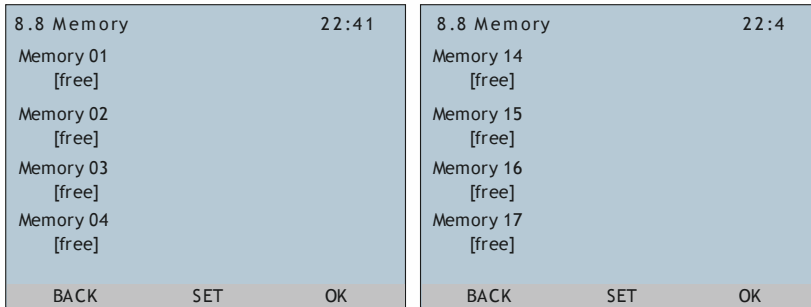 8.8 Memory 22:41
Memory 01
[free]
Memory 02
[free]
Memory 03
[free]
Memory 04
[free]
BACK SET OK
8.8 Memory 22:4
Memory 14
[free]
Memory 15
[free]
Memory 16
[free]
Memory 17
[free]
BACK SET OK